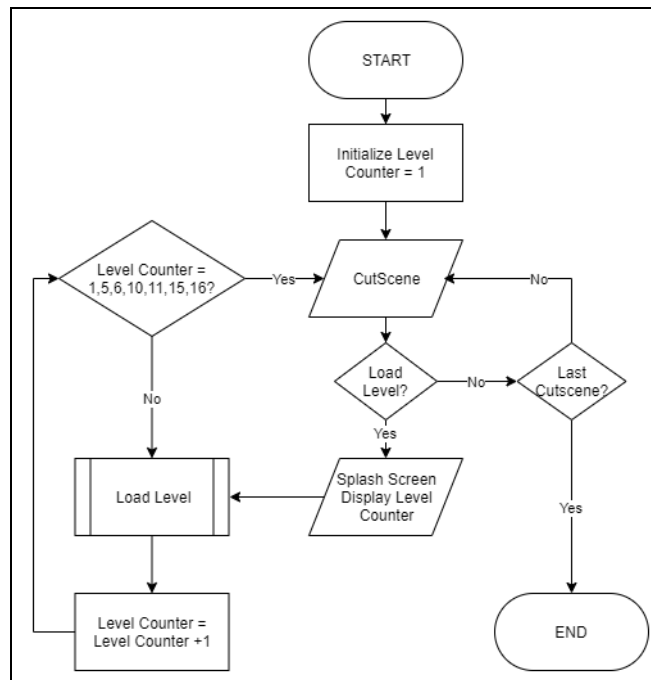 START
Initialize Level
Counter = 1
Level Counter =
1,5,6,10,11,15,16?
Yes
CutScene
No
Load
Level?
No
Last
Cutscene?
No
Yes
Load Level
Splash Screen
Display Level
Counter
Yes
Level Counter =
Level Counter +1
END